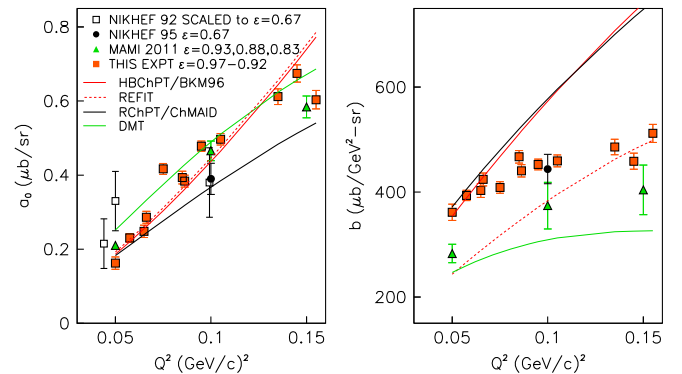 NIKHEF 92 SCALED to ε=0.67
NIKHEF 95 ε=0.67
MAMI 2011 ε=0.93,0.88,0.83
THIS EXPT ε=0.97-0.92
HBChPT/BKM96
REFIT
RChPT/ChMAID
DMT
0.8
0.6
0.4
0.2
0
a₀ (μb/sr)
0.05 0.1 0.15
Q² (GeV/c)²
600
400
200
b (μb/GeV²-sr)
0.05 0.1 0.15
Q² (GeV/c)²